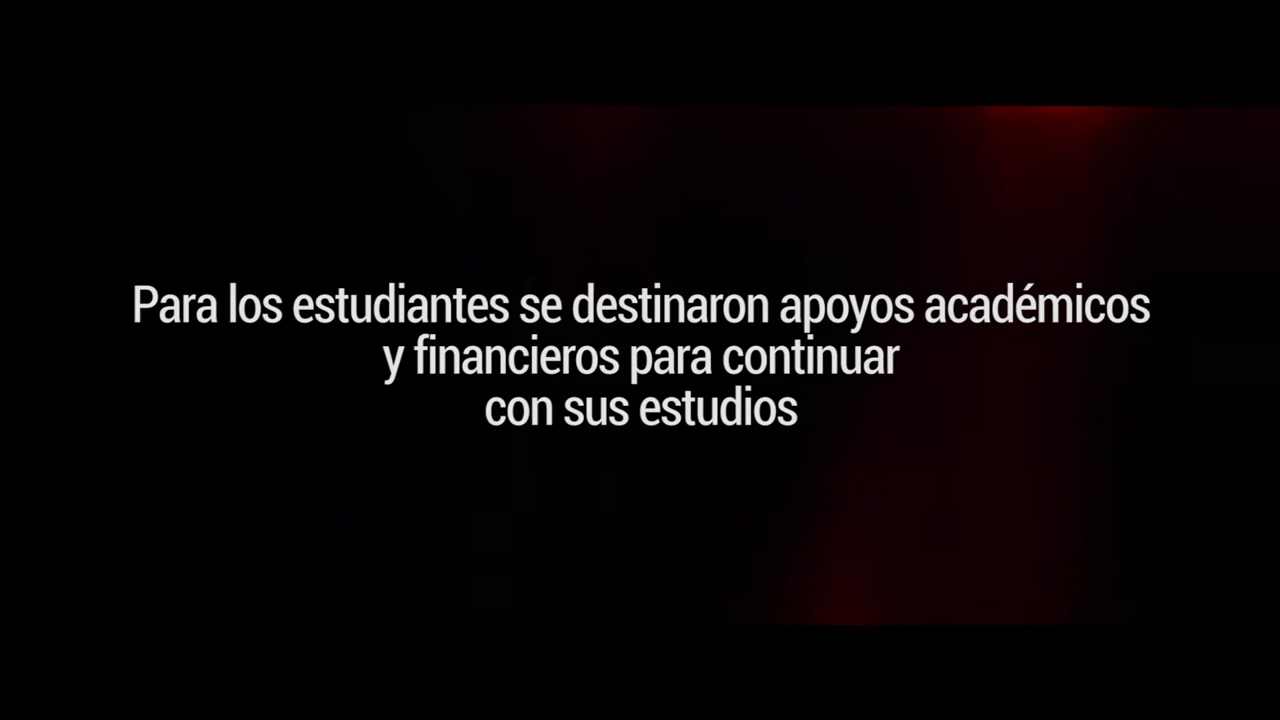 Para los estudiantes se destinaron apoyos académicos
y financieros para continuar
con sus estudios